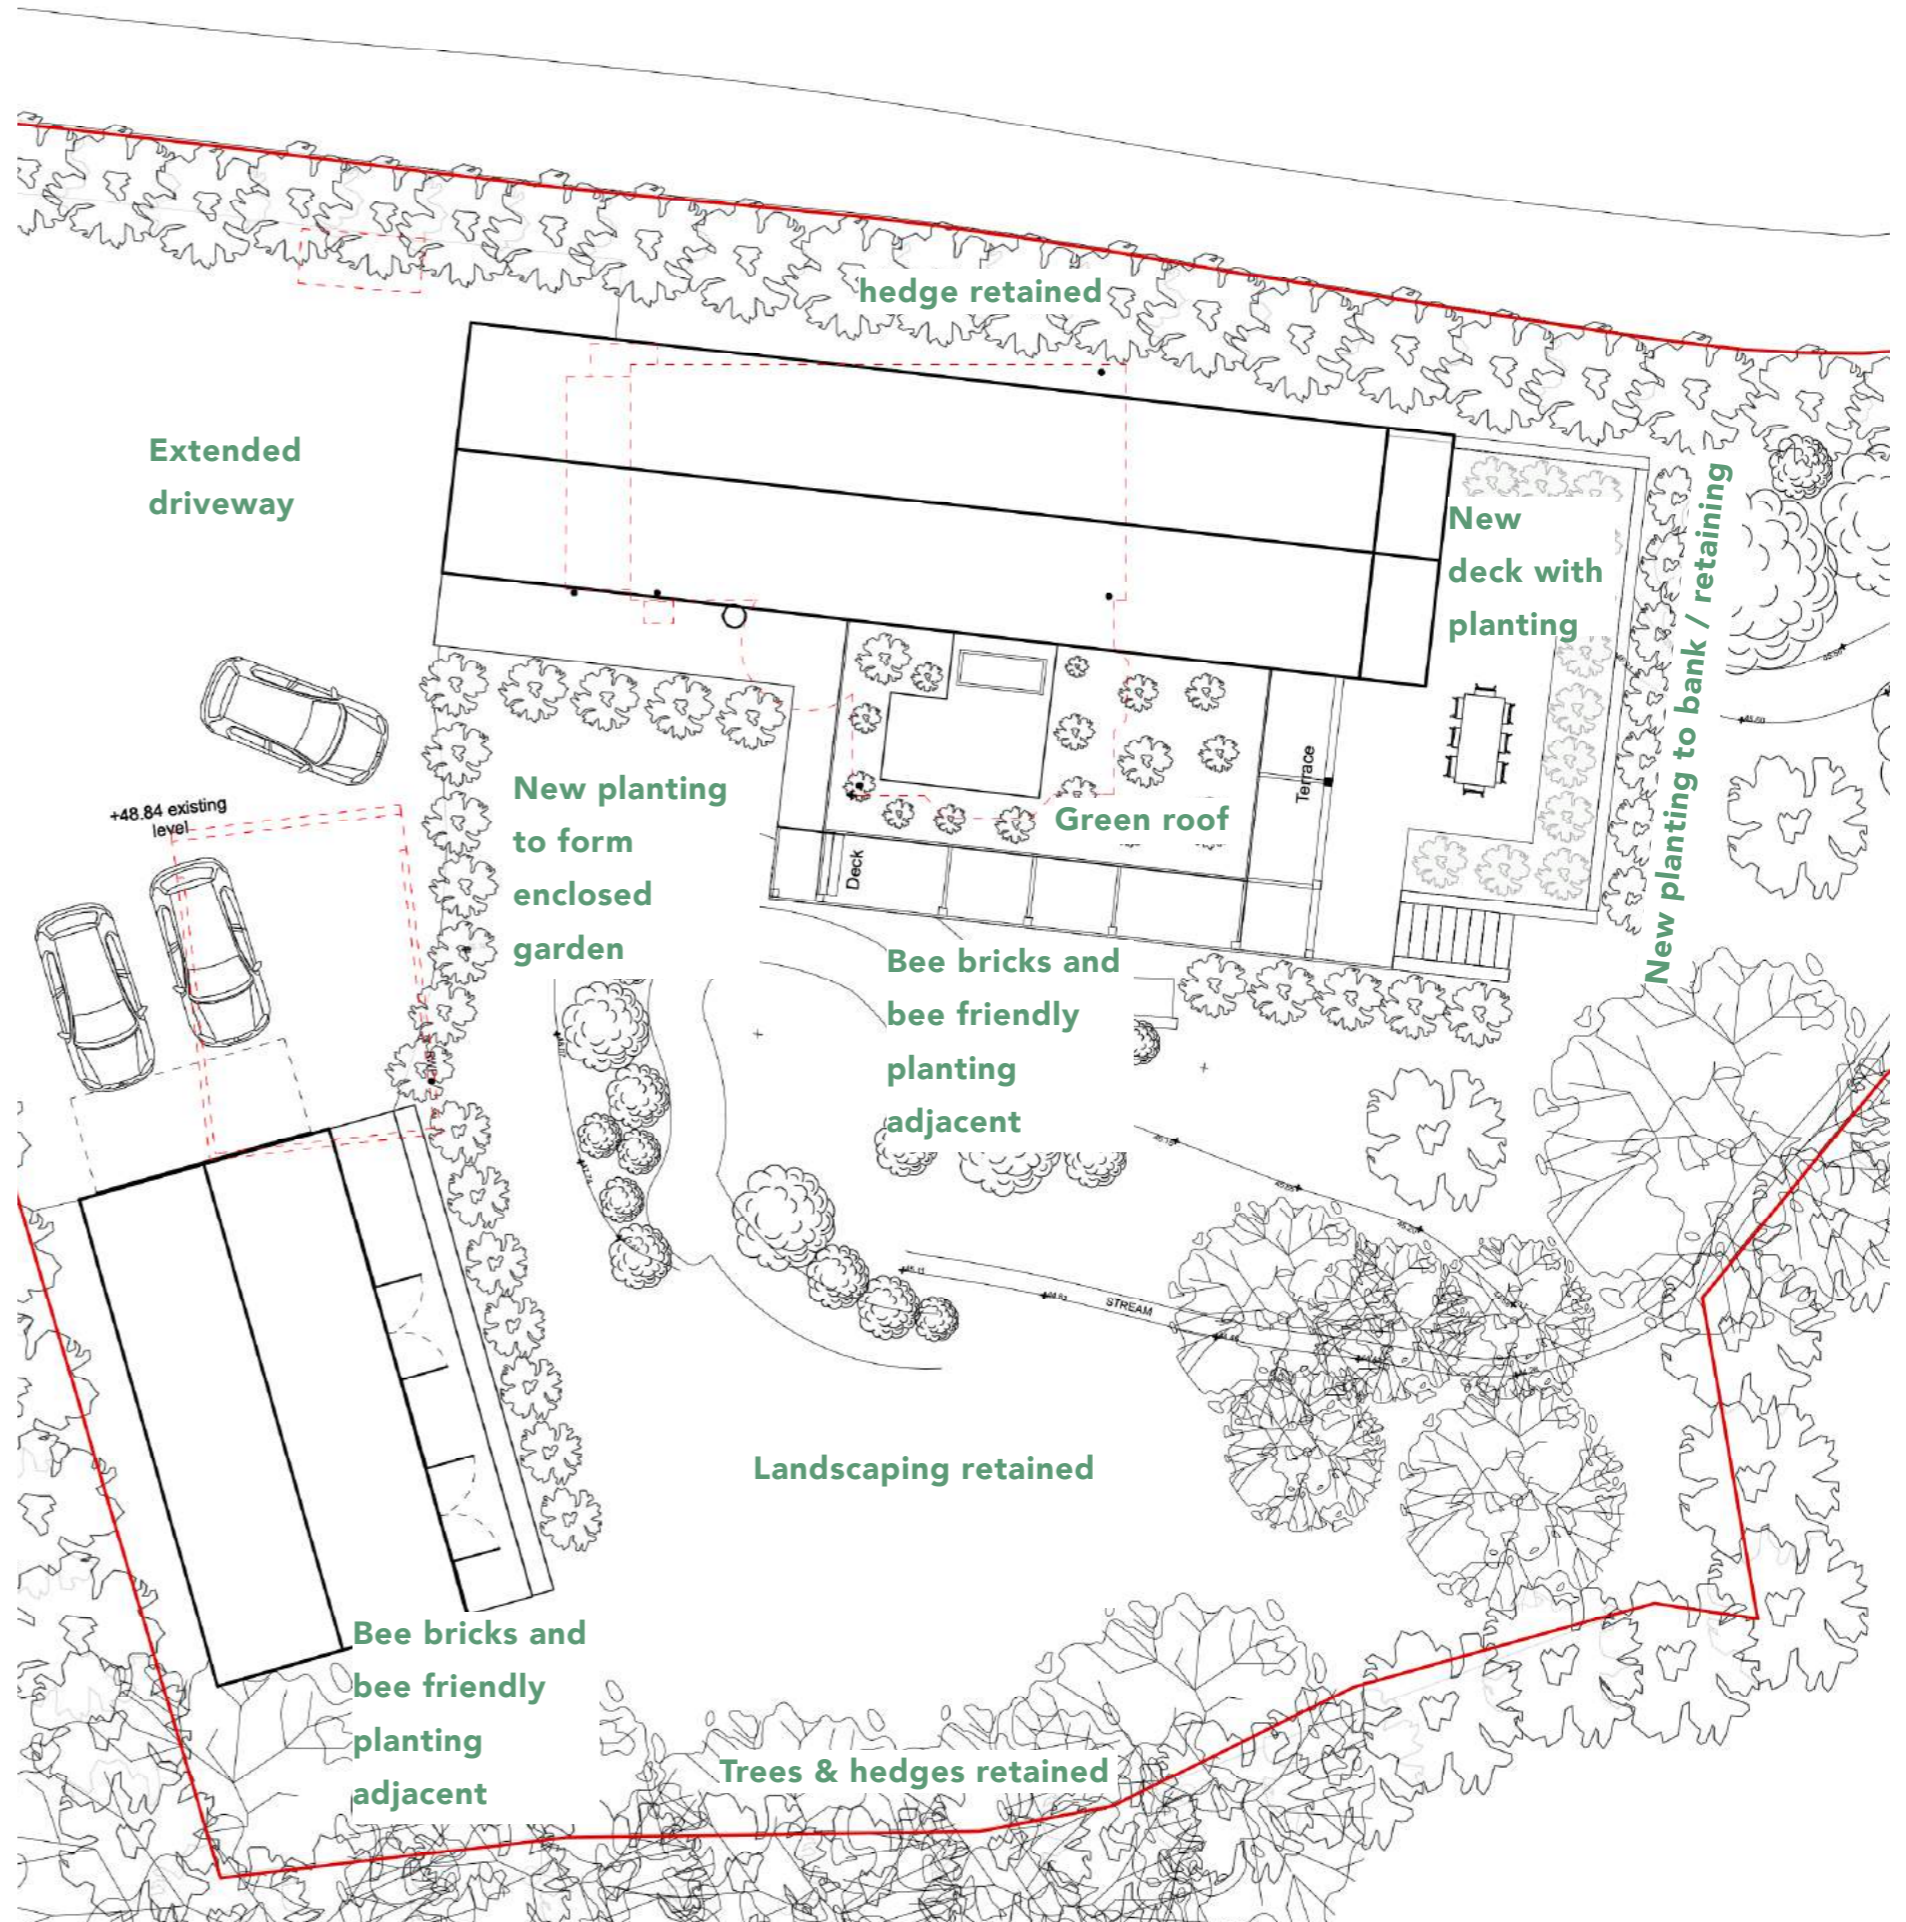 hedge retained
Extended
driveway
New
deck with
planting
New planting to bank / retaining
+48.84 existing
level
New planting
to form
enclosed
garden
Terrace
Green roof
Deck
Bee bricks and
bee friendly
planting
adjacent
STREAM
Landscaping retained
Bee bricks and
bee friendly
planting
adjacent
Trees & hedges retained